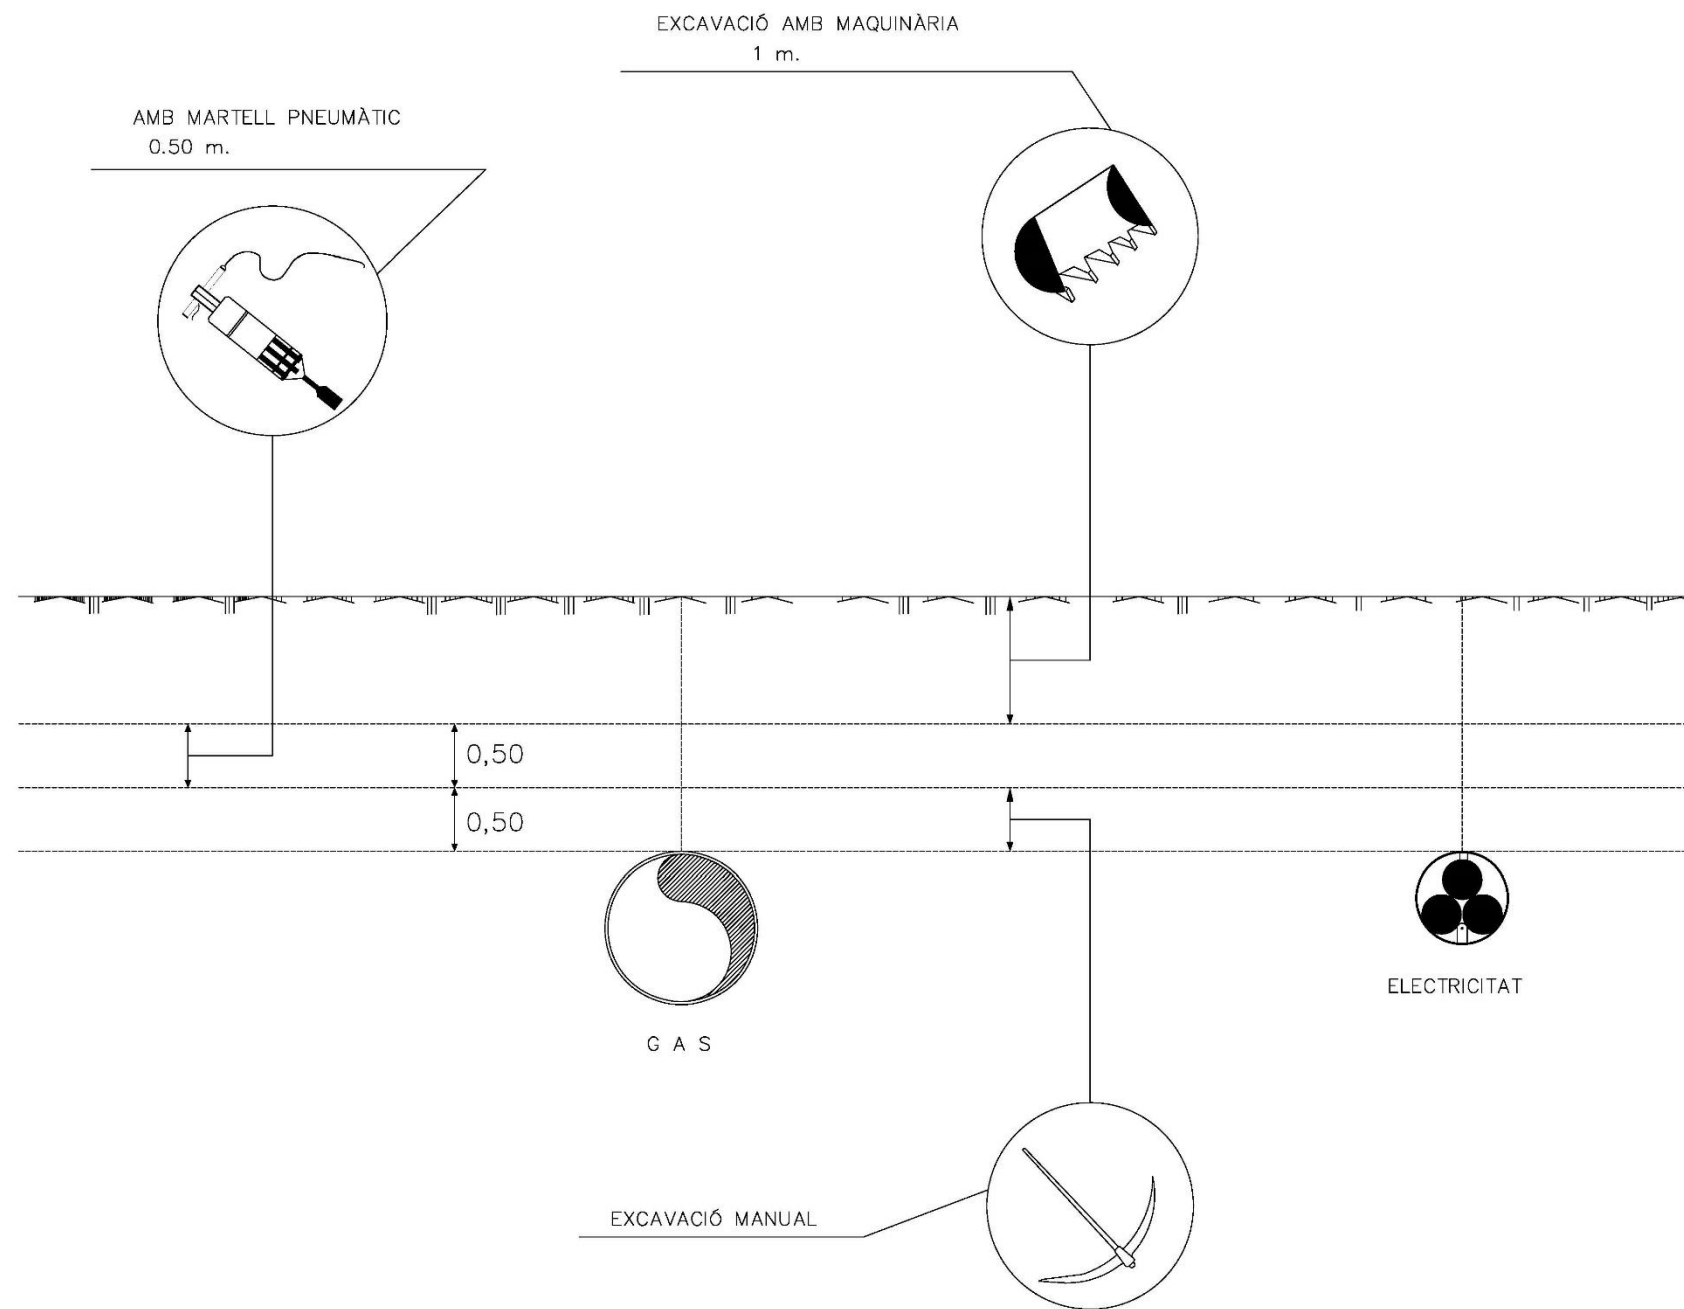 EXCAVACIÓ AMB MAQUINÀRIA
1 m.
AMB MARTELL PNEUMÀTIC
0.50 m.
0,50
0,50
ELECTRICITAT
G A S
EXCAVACIÓ MANUAL